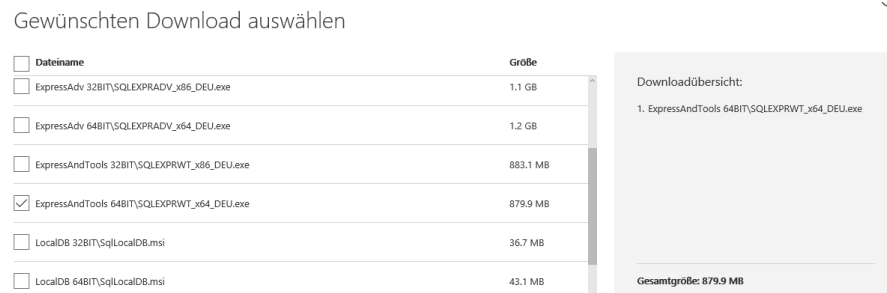 Gewünschten Download auswählen
Dateiname Größe
ExpressAdv 32BIT\SQLEXPRADV_x86_DEU.exe 1.1 GB
ExpressAdv 64BIT\SQLEXPRADV_x64_DEU.exe 1.2 GB
ExpressAndTools 32BIT\SQLEXPRWT_x86_DEU.exe 883.1 MB
ExpressAndTools 64BIT\SQLEXPRWT_x64_DEU.exe 879.9 MB
LocalDB 32BIT\SqlLocalDB.msi 36.7 MB
LocalDB 64BIT\SqlLocalDB.msi 43.1 MB
Downloadübersicht:
1. ExpressAndTools 64BIT\SQLEXPRWT_x64_DEU.exe
Gesamtgröße: 879.9 MB